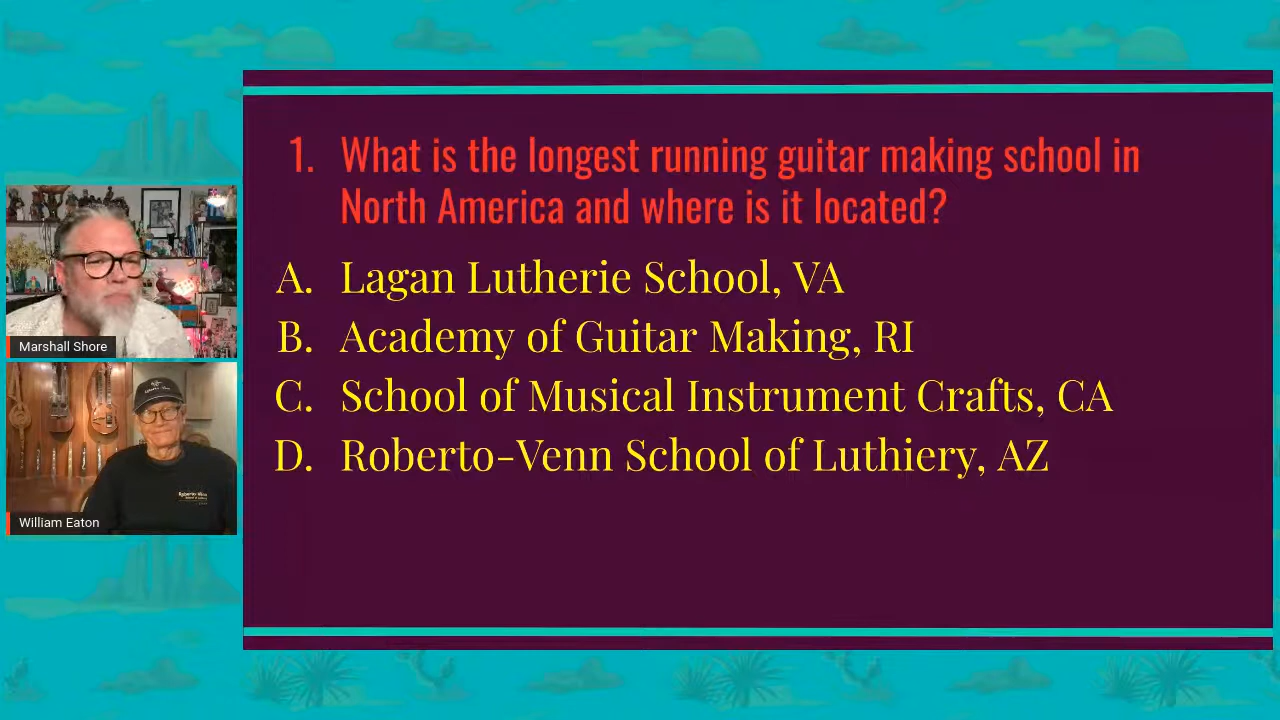 1. What is the longest running guitar making school in
North America and where is it located?
A. Lagan Lutherie School, VA
B. Academy of Guitar Making, RI
C. School of Musical Instrument Crafts, CA
D. Roberto-Venn School of Luthiery, AZ
Marshall Shore
Roberto-Venn
William Eaton